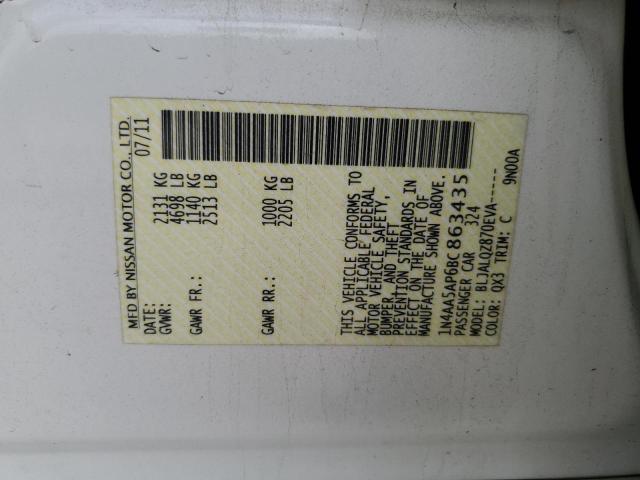 MFD BY NISSAN MOTOR CO., LTD.
DATE: 07/11
GVWR: 2131 KG
4698 LB
GAWR FR.: 1140 KG
2513 LB
GAWR RR.: 1000 KG
2205 LB
THIS VEHICLE CONFORMS TO
ALL APPLICABLE FEDERAL
MOTOR VEHICLE SAFETY,
BUMPER, AND THEFT
PREVENTION STANDARDS IN
EFFECT ON THE DATE OF
MANUFACTURE SHOWN ABOVE.
1N4AA5AP6BC863435
PASSENGER CAR 324
MODEL: BLJALQZ870EVA-----
COLOR: QX3 TRIM: C 9N00A